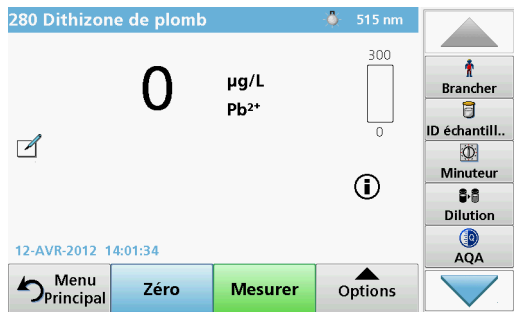 280 Dithizone de plomb 515 nm
300
0 µg/L
Pb²⁺
0
12-AVR-2012 14:01:34
Menu
Principal
Zéro
Mesurer
Options
Brancher
ID échantill..
Minuteur
Dilution
AQA